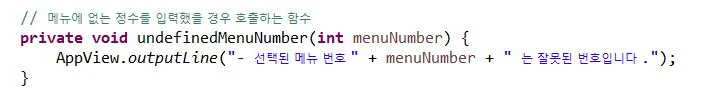 // 메뉴에 없는 정수를 입력했을 경우 호출하는 함수
private void undefinedMenuNumber(int menuNumber) {
AppView.outputLine("- 선택된 메뉴 번호 " + menuNumber + " 는 잘못된 번호입니다 .");
}